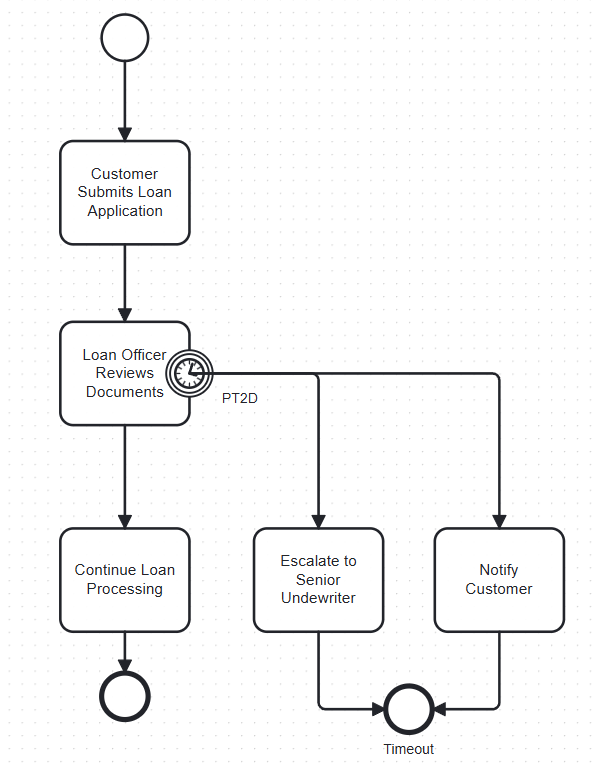 Customer
Submits Loan
Application
Loan Officer
Reviews
Documents
PT2D
Continue Loan
Processing
Escalate to
Senior
Undewriter
Notify
Customer
Timeout